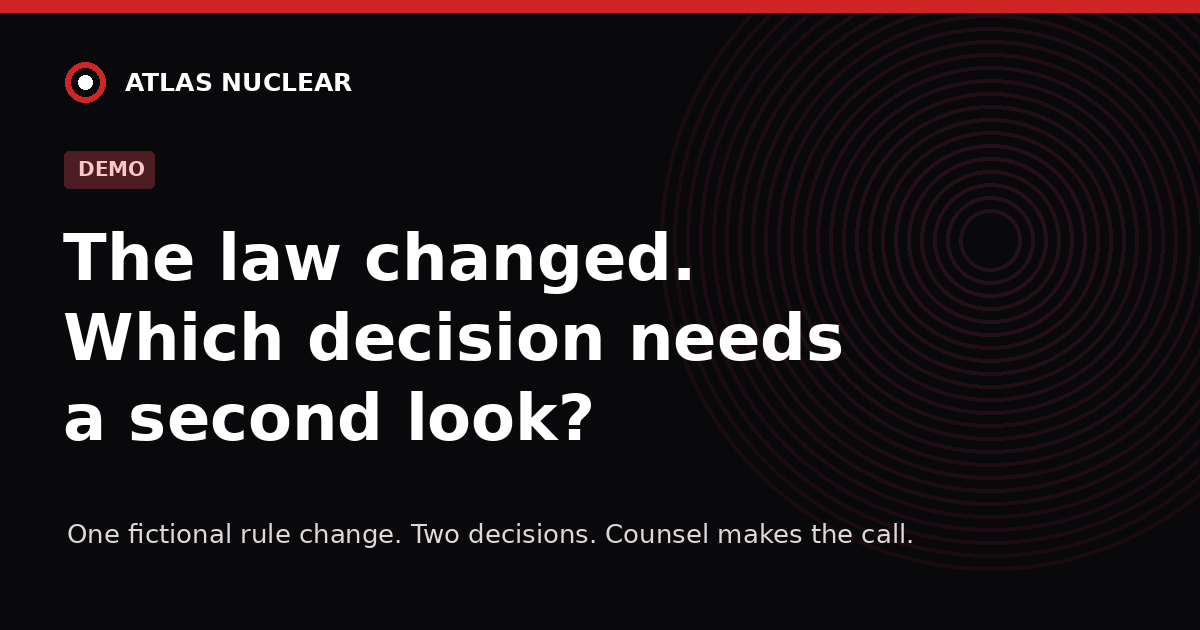 ATLAS NUCLEAR
DEMO
The law changed.
Which decision needs
a second look?
One fictional rule change. Two decisions. Counsel makes the call.